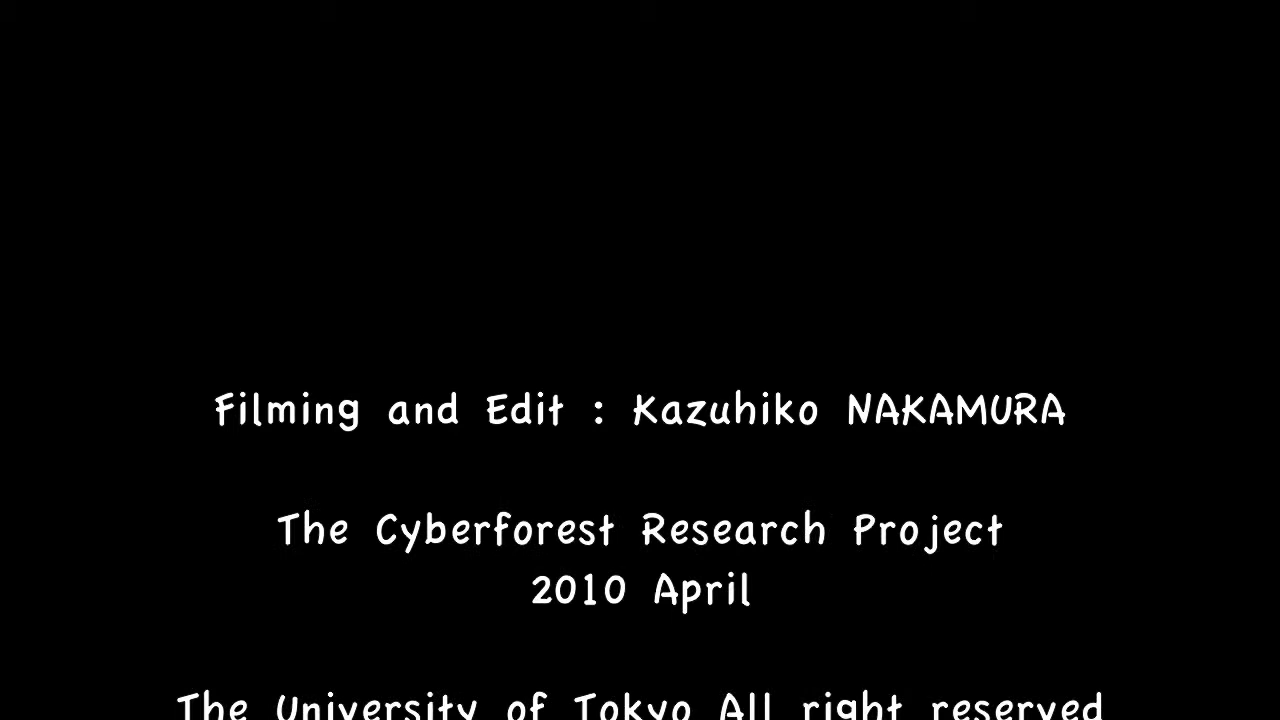 Filming and Edit : Kazuhiko NAKAMURA
The Cyberforest Research Project
2010 April
The University of Tokyo All right reserved